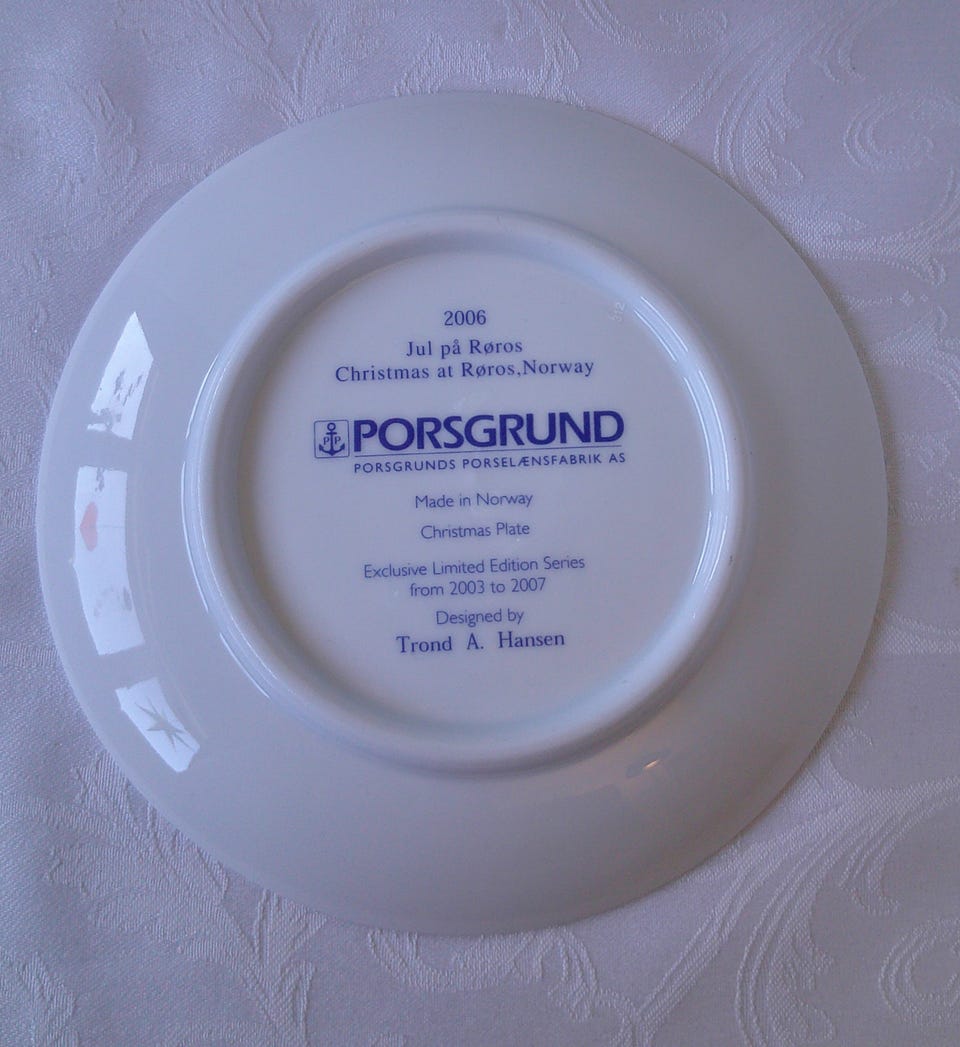 2006
Jul på Røros
Christmas at Røros,Norway
PP PORSGRUND
PORSGRUNDS PORSELÆNSFABRIK AS
Made in Norway
Christmas Plate
Exclusive Limited Edition Series
from 2003 to 2007
Designed by
Trond A. Hansen